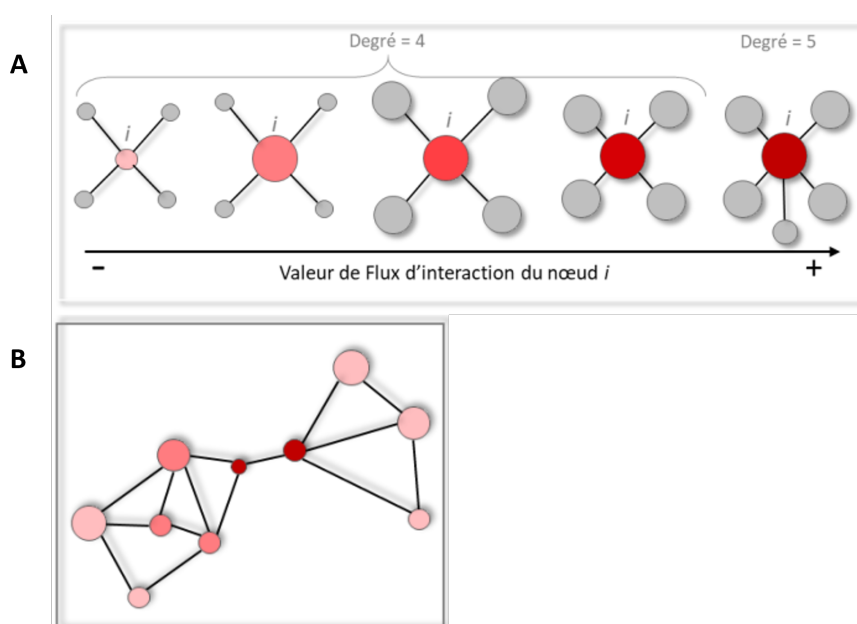 A
Degré = 4
Degré = 5
i
i
i
i
i
- +
Valeur de Flux d’interaction du nœud i
B